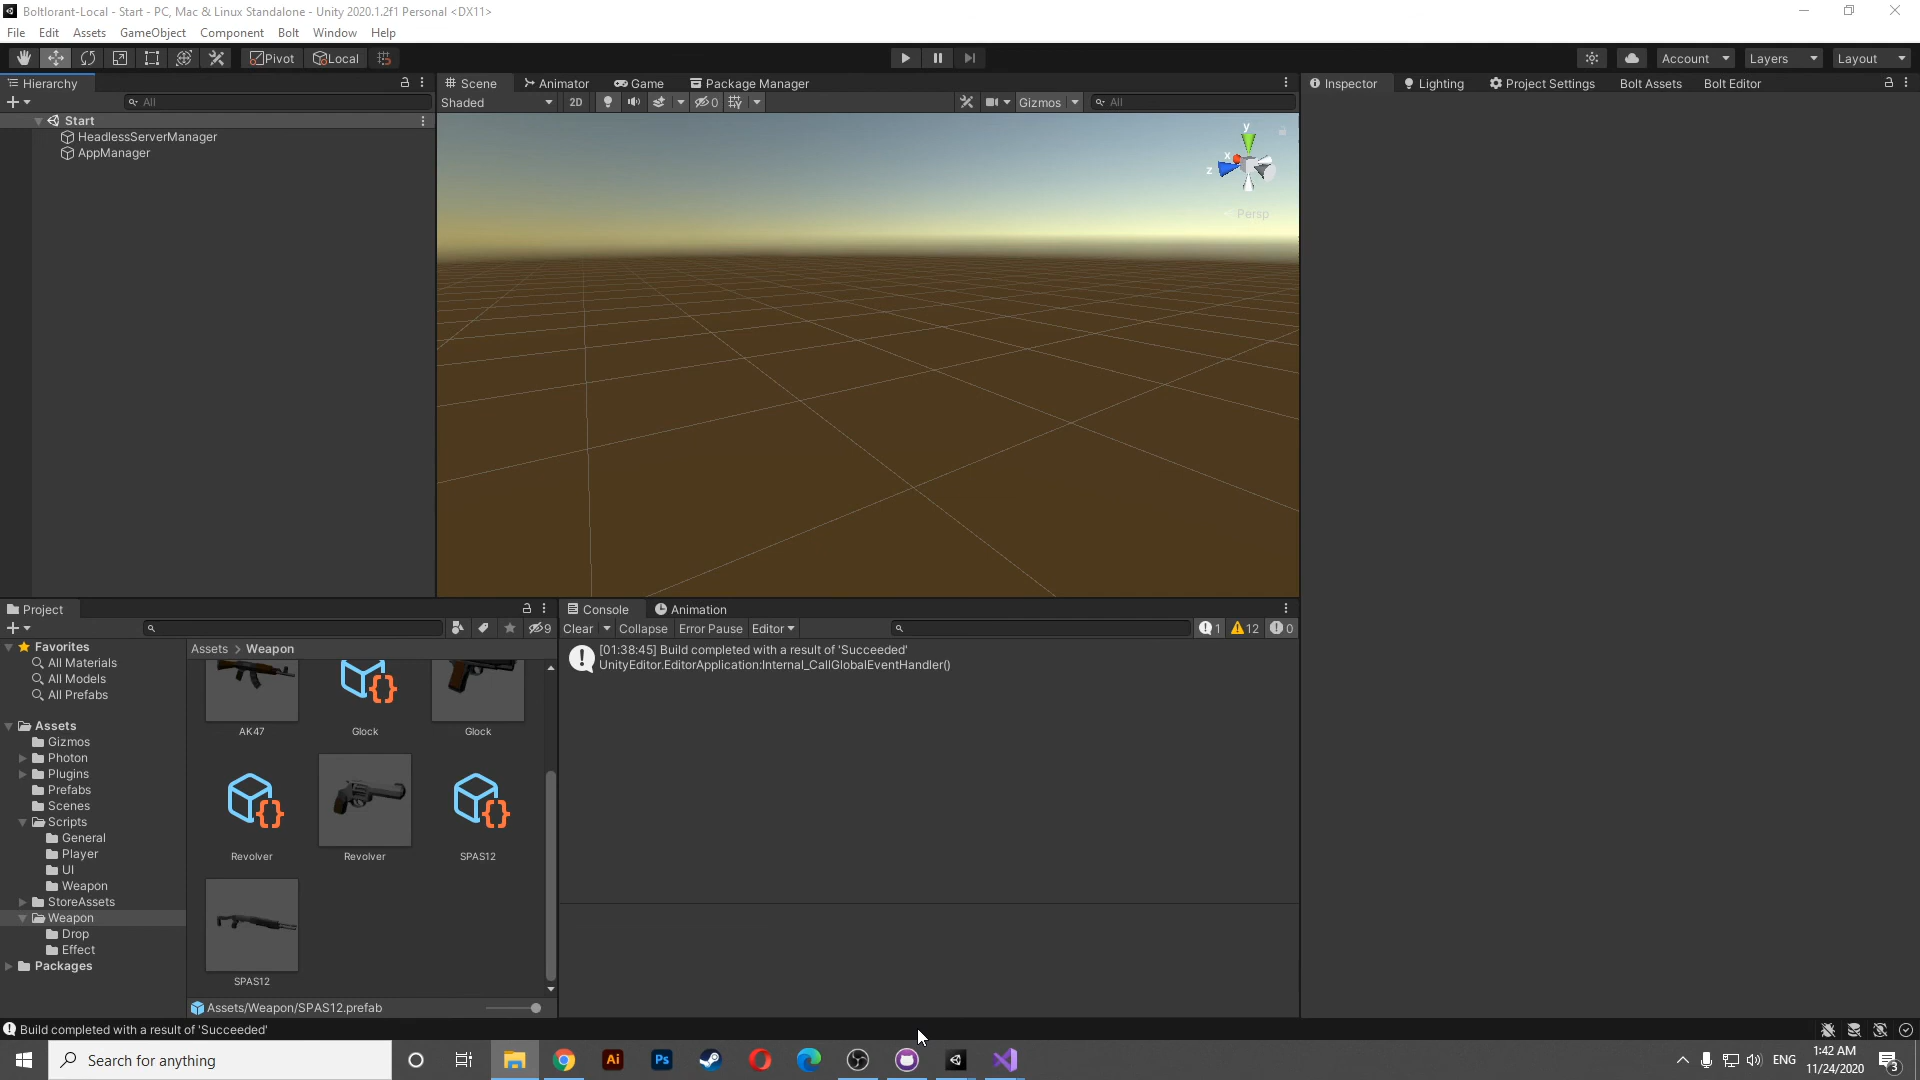 Boltlorant-Local - Start - PC, Mac & Linux Standalone - Unity 2020.1.2f1 Personal <DX11>
File Edit Assets GameObject Component Bolt Window Help
Pivot Local Account Layers Layout
Hierarchy
All
Start
HeadlessServerManager
AppManager
Scene Animator Game Package Manager
Shaded 2D 0 Gizmos All
y
x
z
Persp
Inspector Lighting Project Settings Bolt Assets Bolt Editor
Project
9
Favorites
All Materials
All Models
All Prefabs
Assets
Gizmos
Photon
Plugins
Prefabs
Scenes
Scripts
General
Player
UI
Weapon
StoreAssets
Weapon
Drop
Effect
Packages
Assets > Weapon
AK47 Glock Glock
Revolver Revolver SPAS12
SPAS12
Assets/Weapon/SPAS12.prefab
Console Animation
Clear Collapse Error Pause Editor 1 12 0
[01:38:45] Build completed with a result of 'Succeeded'
UnityEditor.EditorApplication:Internal_CallGlobalEventHandler()
Build completed with a result of 'Succeeded'
Search for anything
Ai Ps
ENG
1:42 AM
11/24/2020
3